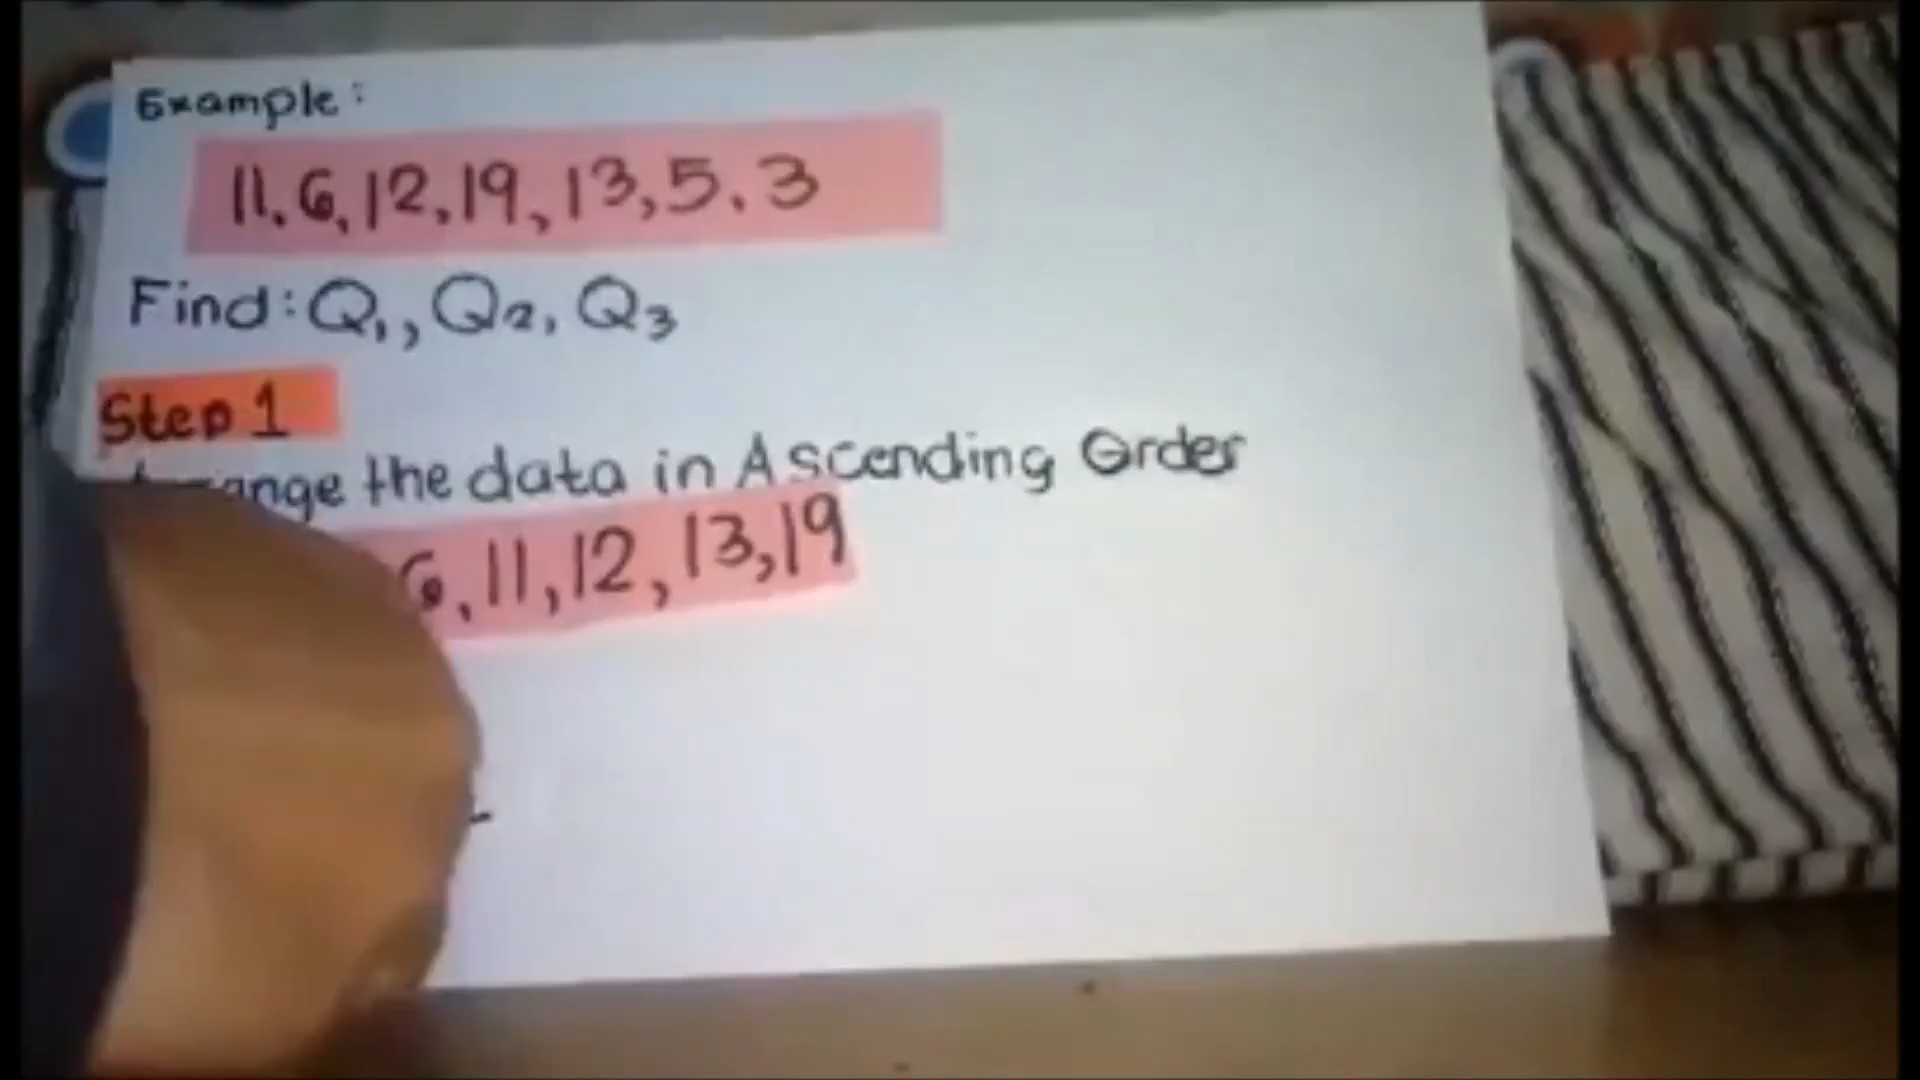 Example:
11, 6, 12, 19, 13, 5, 3
Find: Q1, Q2, Q3
Step 1
the data in Ascending Order
6, 11, 12, 13, 19